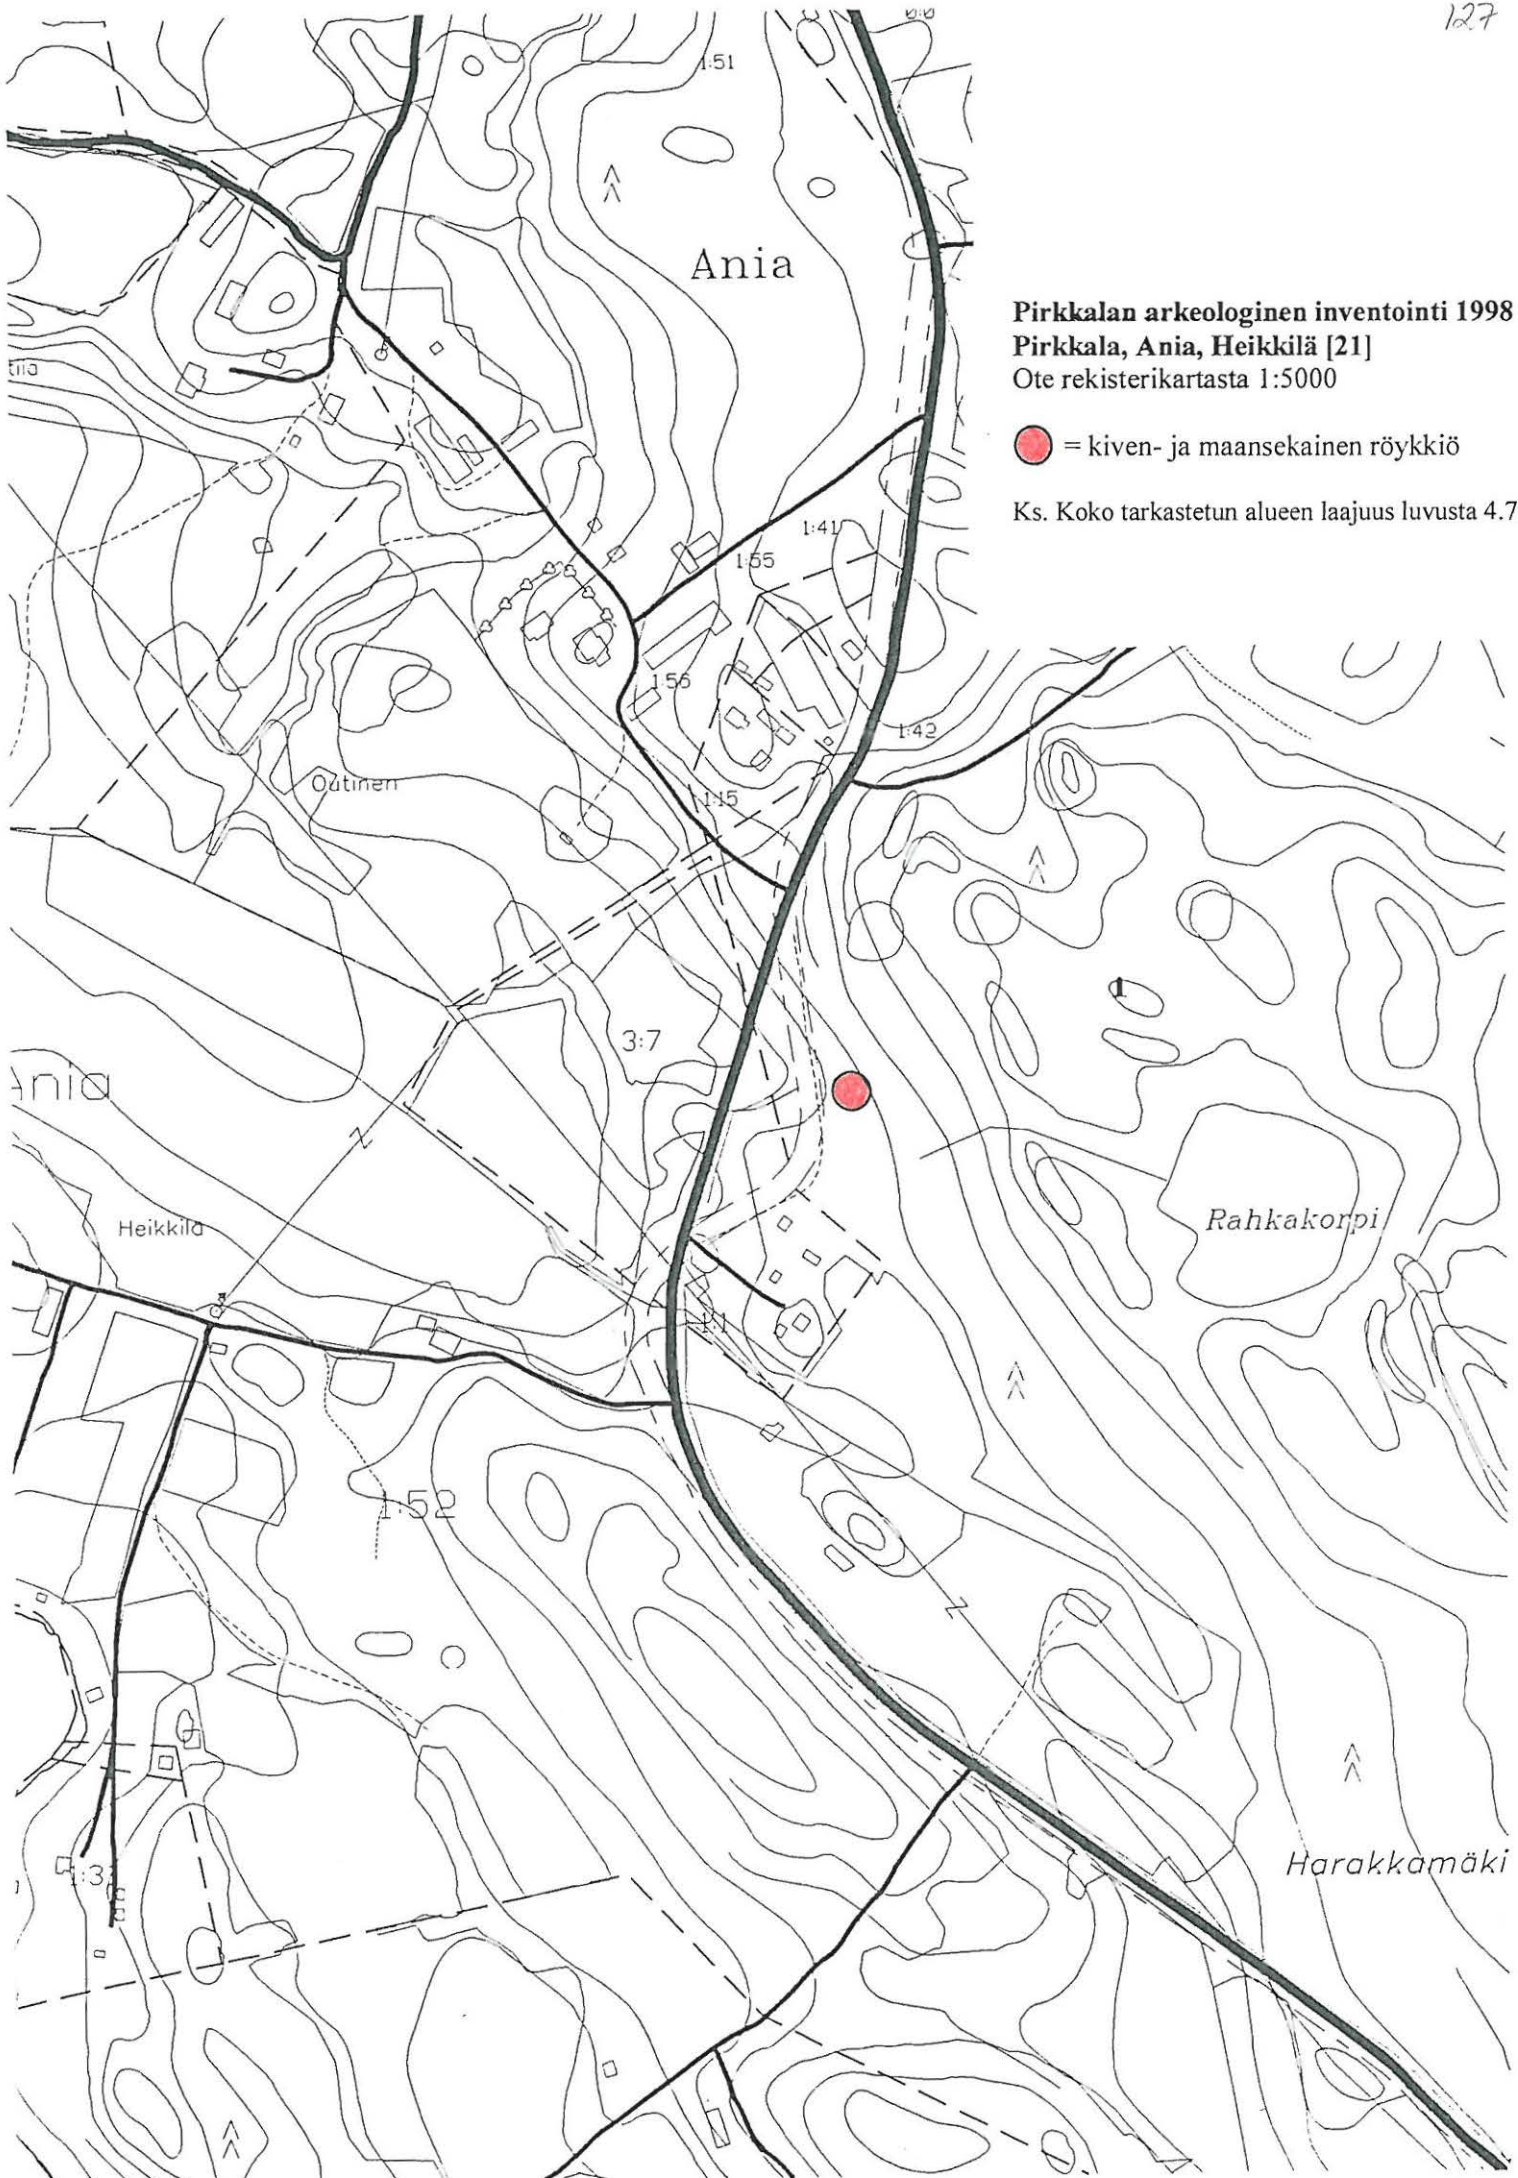 127
1:51
Ania
Pirkkalan arkeologinen inventointi 1998
Pirkkala, Ania, Heikkilä [21]
Ote rekisterikartasta 1:5000
= kiven- ja maansekainen röykkiö
Ks. Koko tarkastetun alueen laajuus luvusta 4.7
1:41
1:55
1:56
1:42
Outinen
1:15
1
3:7
Ania
Rahkakorpi
Heikkilä
1:1
1:52
Harakkamäki